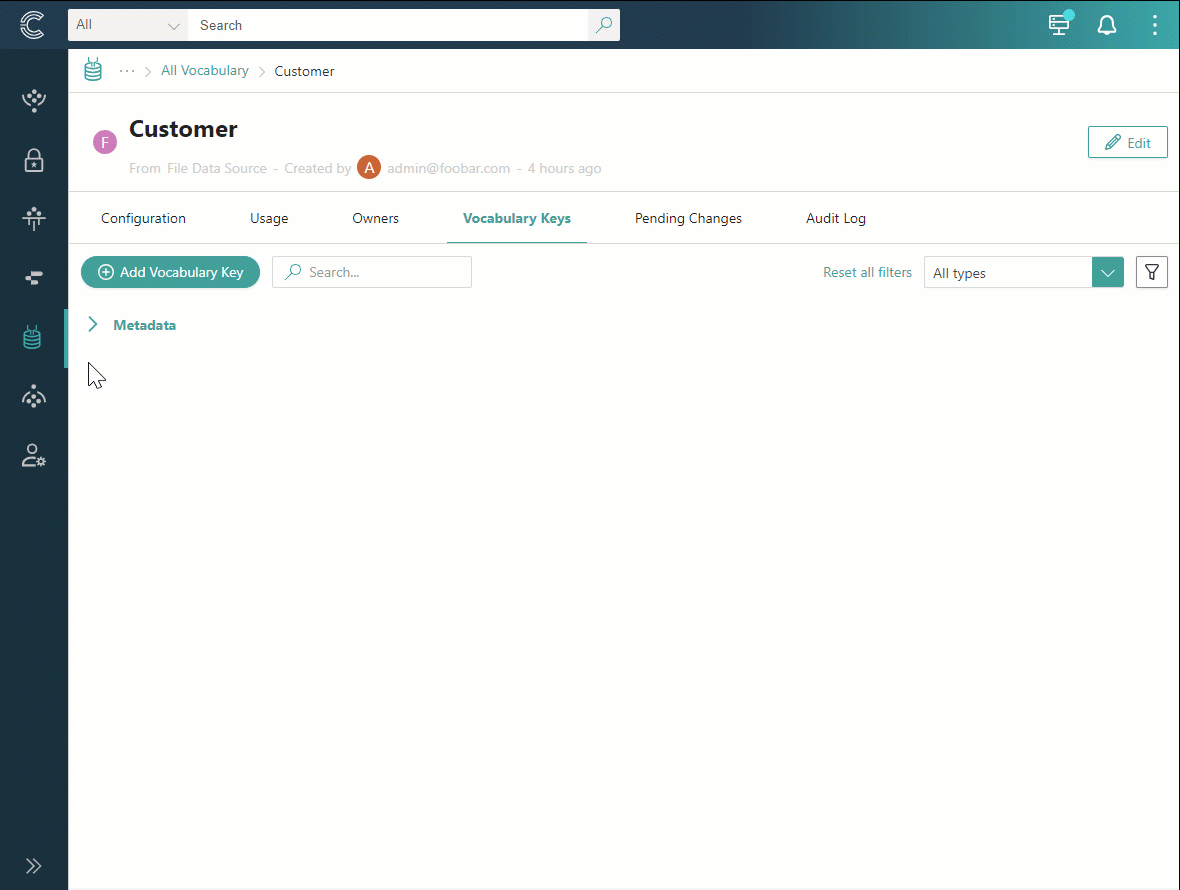 All Search
··· > All Vocabulary > Customer
F Customer
Edit
From File Data Source - Created by A admin@foobar.com - 4 hours ago
Configuration Usage Owners Vocabulary Keys Pending Changes Audit Log
Add Vocabulary Key Search... Reset all filters All types
Metadata